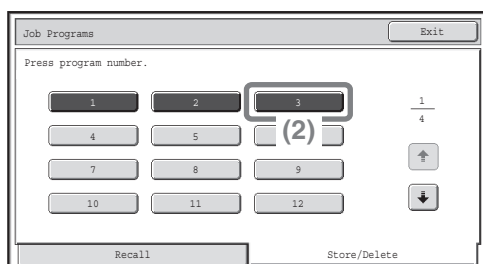 Job Programs Exit
Press program number.
1 2 3 1
4
4 5 (2)
7 8 9
10 11 12
Recall Store/Delete